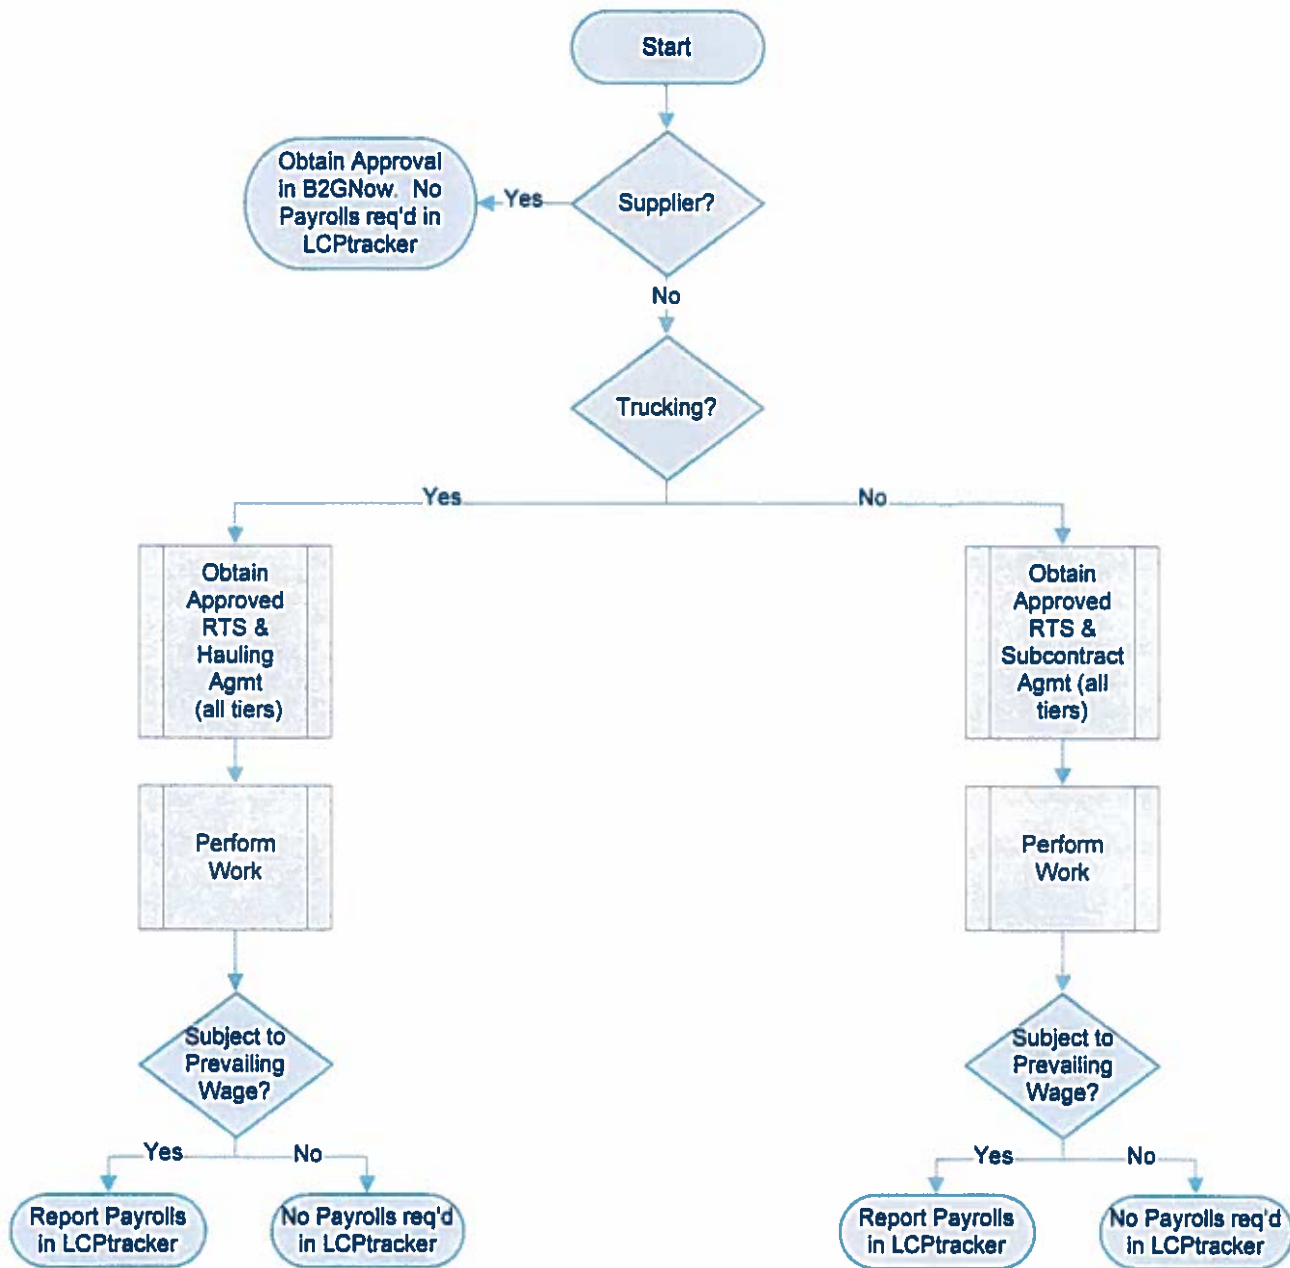 Start
Supplier?
Yes
Obtain Approval
in B2GNow.  No
Payrolls req'd in
LCPtracker
No
Trucking?
Yes
No
Obtain
Approved
RTS &
Hauling
Agmt
(all tiers)
Obtain
Approved
RTS &
Subcontract
Agmt (all
tiers)
Perform
Work
Perform
Work
Subject to
Prevailing
Wage?
Subject to
Prevailing
Wage?
Yes
No
Yes
No
Report Payrolls
in LCPtracker
No Payrolls req'd
in LCPtracker
Report Payrolls
in LCPtracker
No Payrolls req'd
in LCPtracker